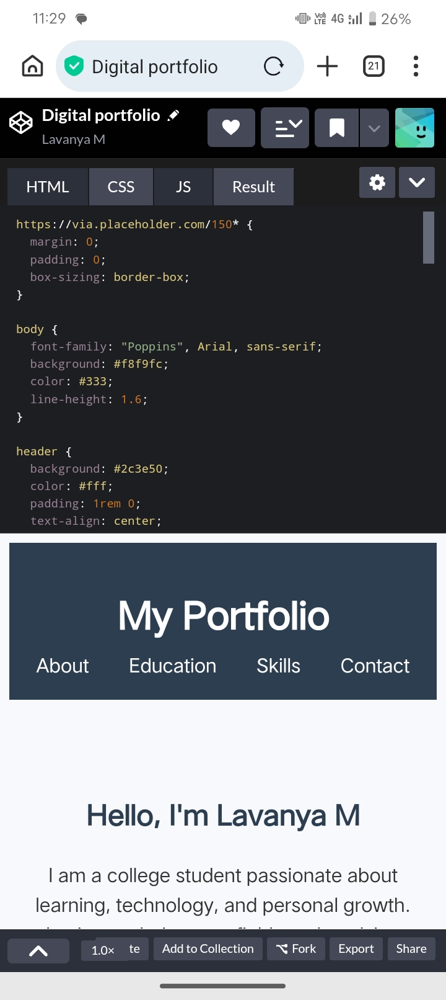 11:29 Vo) LTE 4G 26%
Digital portfolio 21
Digital portfolio
Lavanya M
HTML CSS JS Result
https://via.placeholder.com/150* {
margin: 0;
padding: 0;
box-sizing: border-box;
}
body {
font-family: "Poppins", Arial, sans-serif;
background: #f8f9fc;
color: #333;
line-height: 1.6;
}
header {
background: #2c3e50;
color: #fff;
padding: 1rem 0;
text-align: center;
My Portfolio
About Education Skills Contact
Hello, I'm Lavanya M
I am a college student passionate about
learning, technology, and personal growth.
1.0× te Add to Collection Fork Export Share